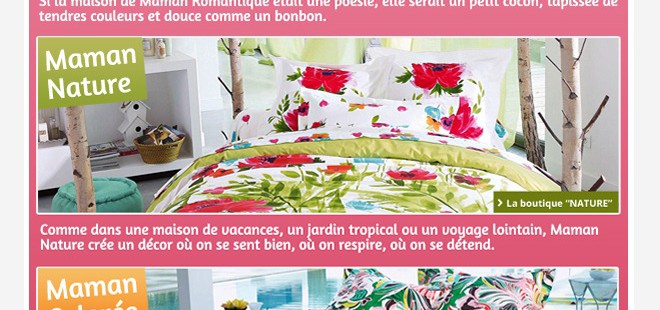 Si la maison de Maman Romantique était une poésie, elle serait un petit cocon, tapissée de
tendres couleurs et douce comme un bonbon.
Maman
Nature
La boutique “NATURE”
Comme dans une maison de vacances, un jardin tropical ou un voyage lointain, Maman
Nature crée un décor où on se sent bien, où on respire, où on se détend.
Maman
Colorée